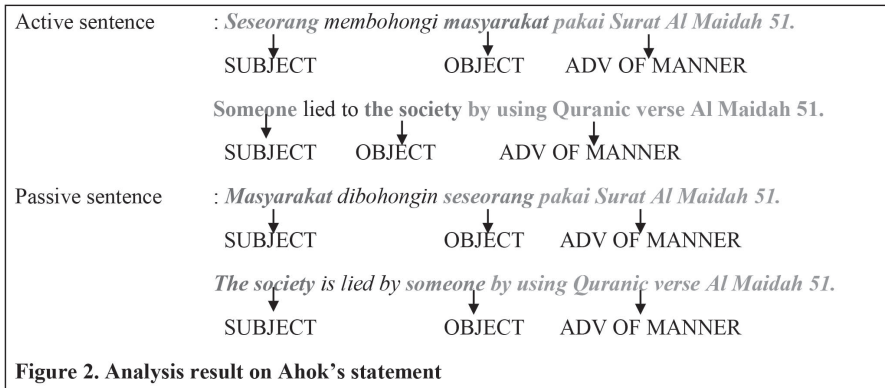 Active sentence : Seseorang membohongi masyarakat pakai Surat Al Maidah 51.
SUBJECT OBJECT ADV OF MANNER
Someone lied to the society by using Quranic verse Al Maidah 51.
SUBJECT OBJECT ADV OF MANNER
Passive sentence : Masyarakat dibohongin seseorang pakai Surat Al Maidah 51.
SUBJECT OBJECT ADV OF MANNER
The society is lied by someone by using Quranic verse Al Maidah 51.
SUBJECT OBJECT ADV OF MANNER
Figure 2. Analysis result on Ahok’s statement